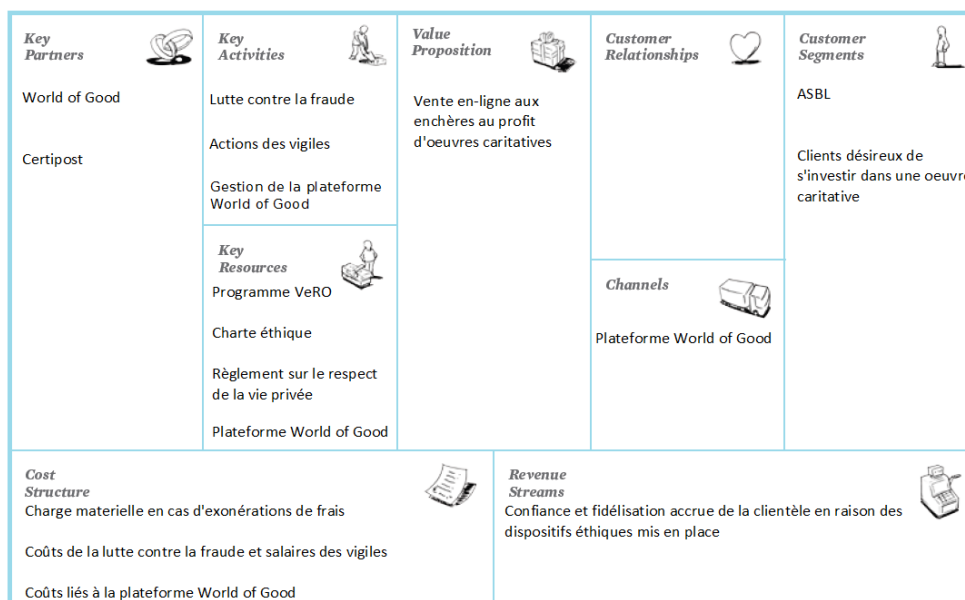 Key
Partners
World of Good
Certipost
Key
Activities
Lutte contre la fraude
Actions des vigiles
Gestion de la plateforme
World of Good
Key
Resources
Programme VeRO
Charte éthique
Règlement sur le respect
de la vie privée
Plateforme World of Good
Value
Proposition
Vente en-ligne aux
enchères au profit
d'oeuvres caritatives
Customer
Relationships
Channels
Plateforme World of Good
Customer
Segments
ASBL
Clients désireux de
s'investir dans une oeuvre
caritative
Cost
Structure
Charge materielle en cas d'exonérations de frais
Coûts de la lutte contre la fraude et salaires des vigiles
Coûts liés à la plateforme World of Good
Revenue
Streams
Confiance et fidélisation accrue de la clientèle en raison des
dispositifs éthiques mis en place